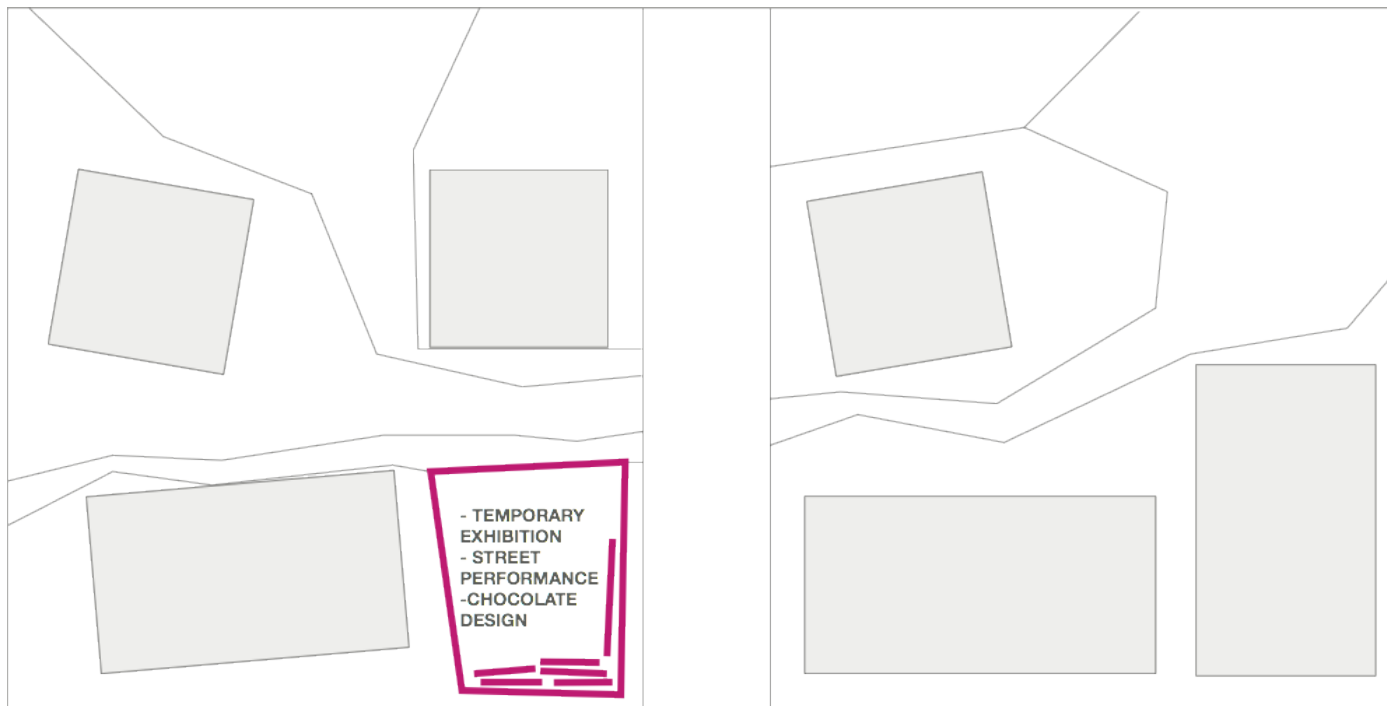 - TEMPORARY
EXHIBITION
- STREET
PERFORMANCE
-CHOCOLATE
DESIGN